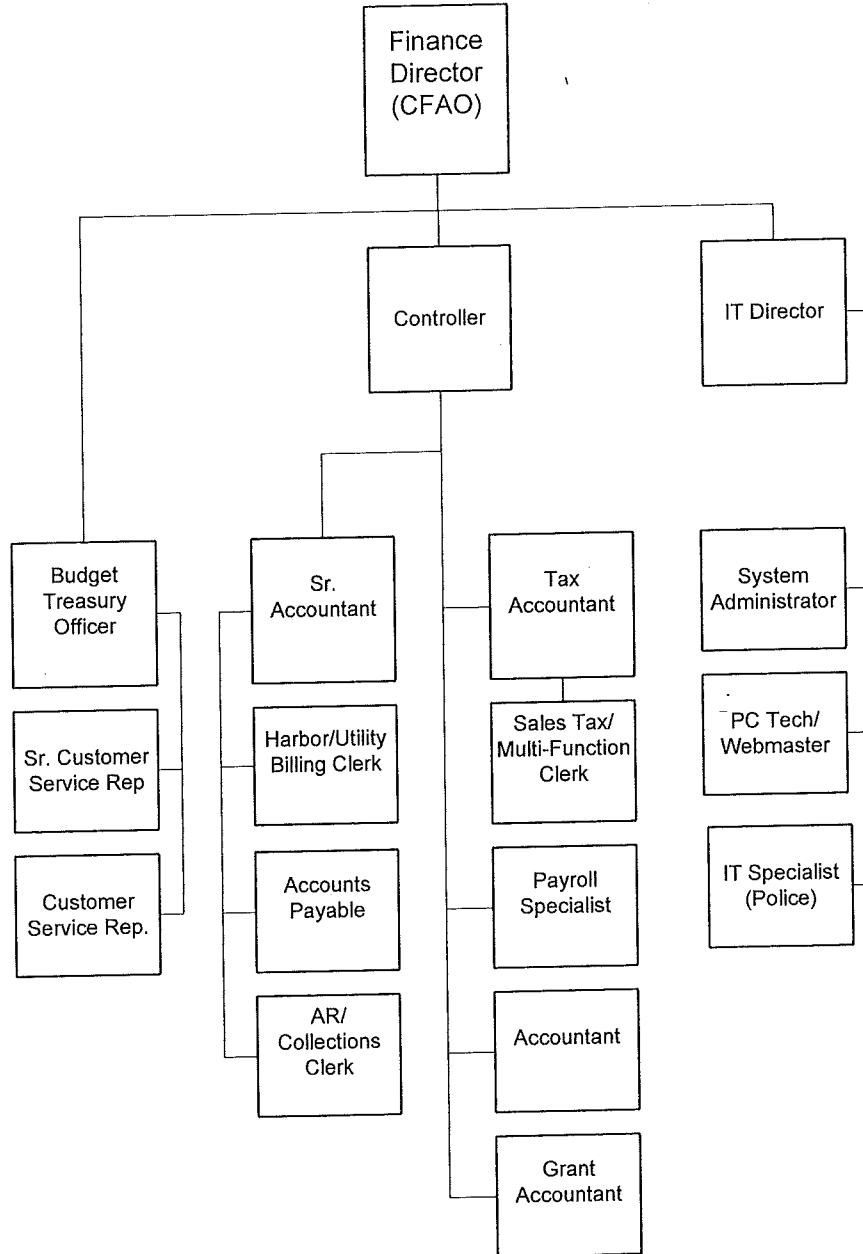 Finance
Director
(CFAO)
Controller
IT Director
Budget
Treasury
Officer
Sr.
Accountant
Tax
Accountant
System
Administrator
Sr. Customer
Service Rep
Harbor/Utility
Billing Clerk
Sales Tax/
Multi-Function
Clerk
PC Tech/
Webmaster
Customer
Service Rep.
Accounts
Payable
Payroll
Specialist
IT Specialist
(Police)
AR/
Collections
Clerk
Accountant
Grant
Accountant